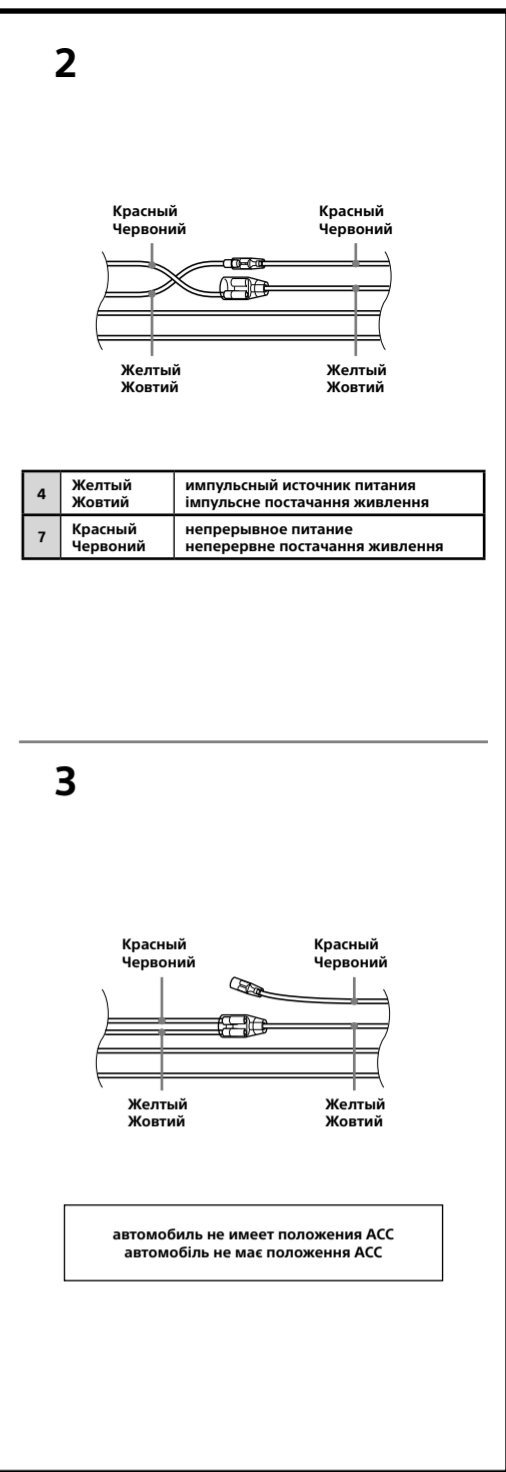 2
Красный
Червоний
Красный
Червоний
Желтый
Жовтий
Желтый
Жовтий
4 Желтый импульсный источник питания
Жовтий імпульсне постачання живлення
7 Красный непрерывное питание
Червоний неперервне постачання живлення
3
Красный
Червоний
Красный
Червоний
Желтый
Жовтий
Желтый
Жовтий
автомобиль не имеет положения ACC
автомобіль не має положення ACC